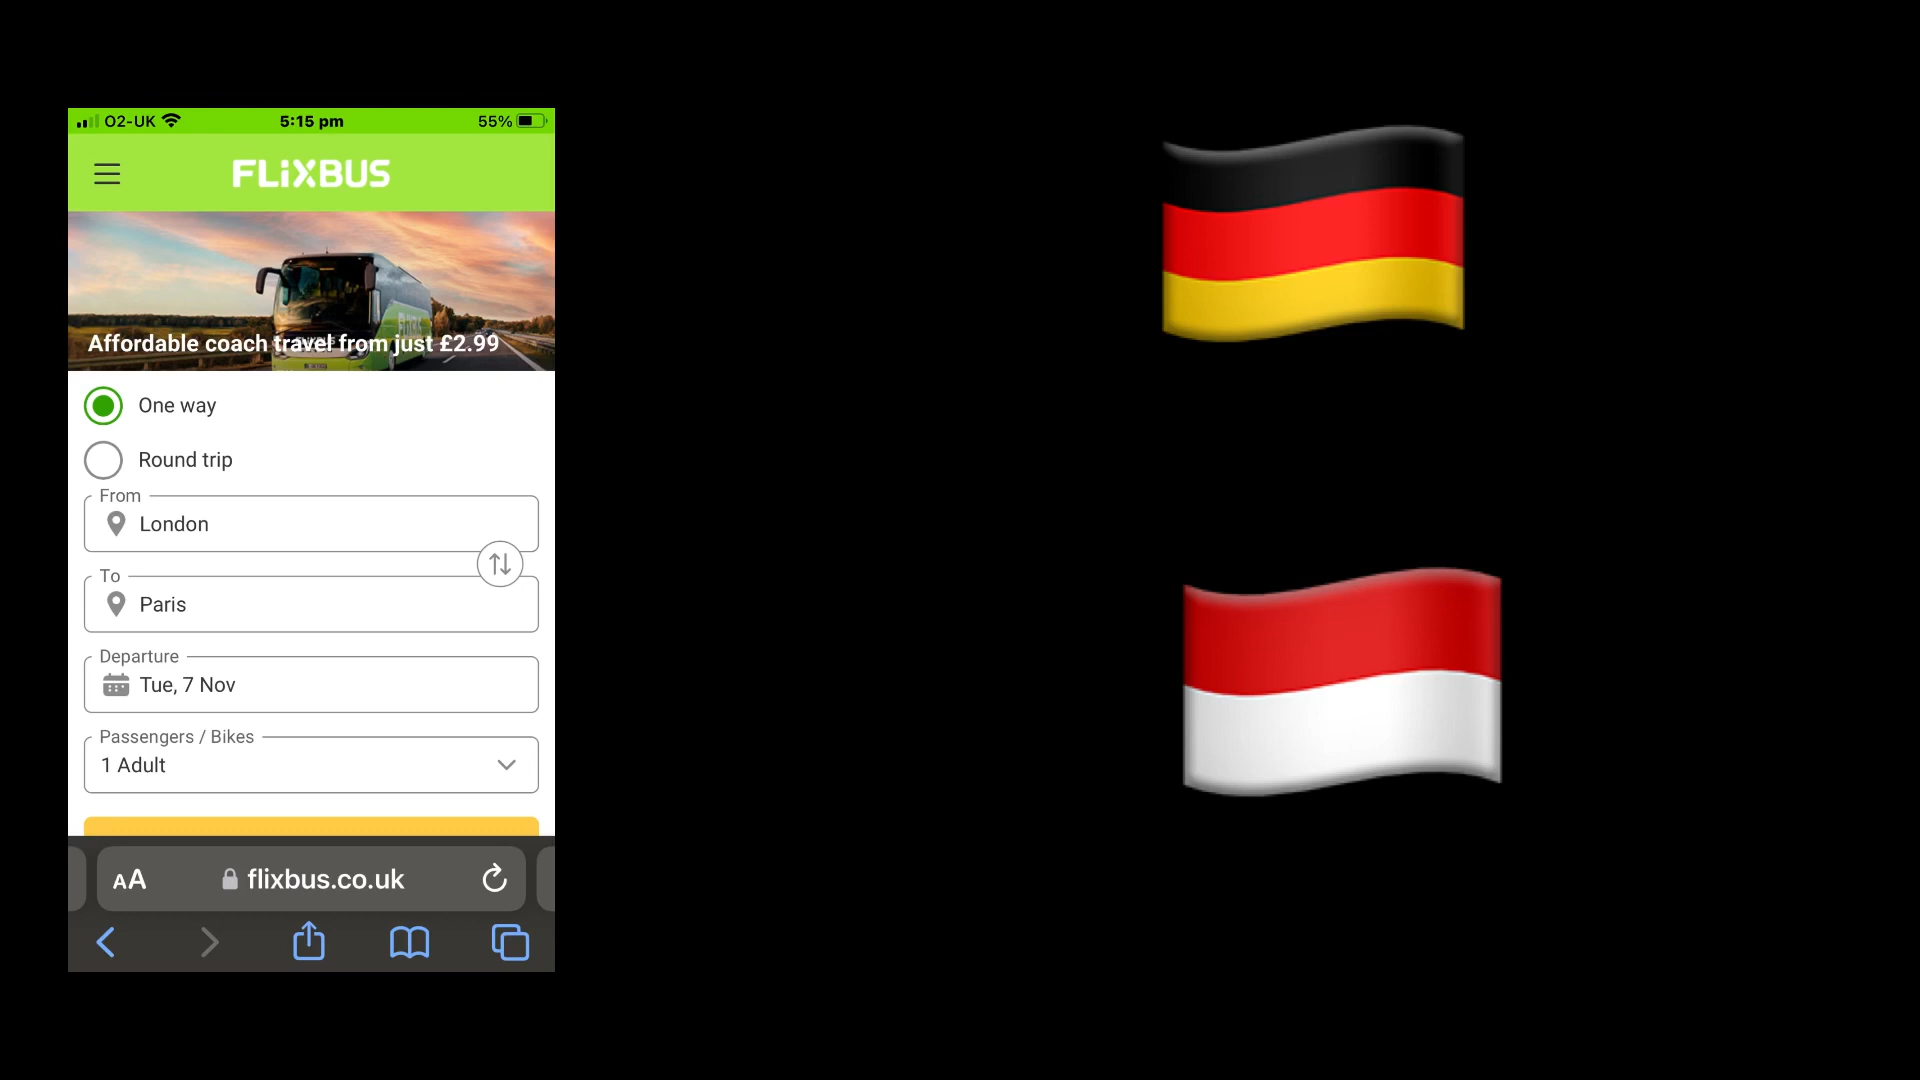 O2-UK 5:15 pm 55%
FLiXBUS
Affordable coach travel from just £2.99
One way
Round trip
From
London
To
Paris
Departure
Tue, 7 Nov
Passengers / Bikes
1 Adult
AA flixbus.co.uk